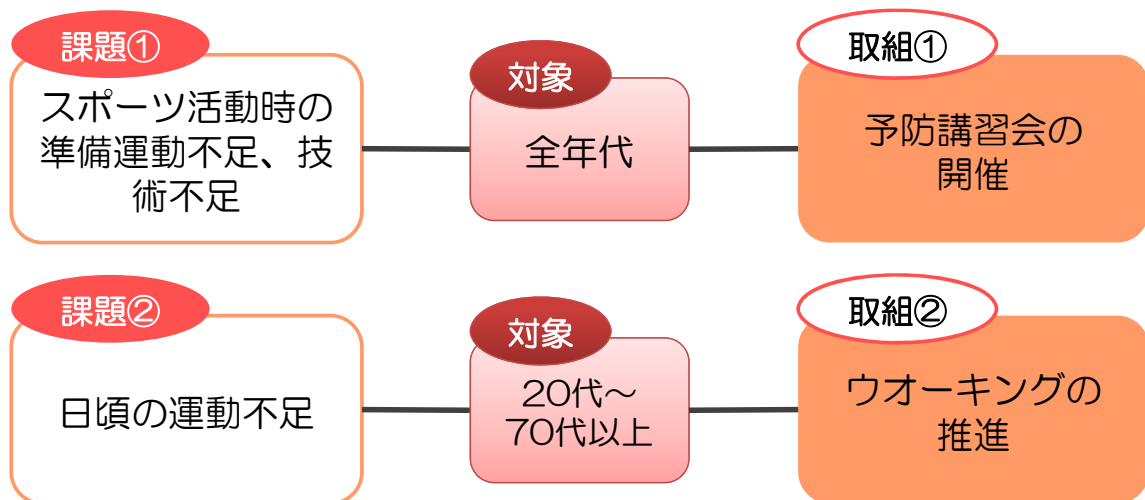 課題①
スポーツ活動時の
準備運動不足、技
術不足
対象
全年代
取組①
予防講習会の
開催
課題②
日頃の運動不足
対象
20代～
70代以上
取組②
ウオーキングの
推進